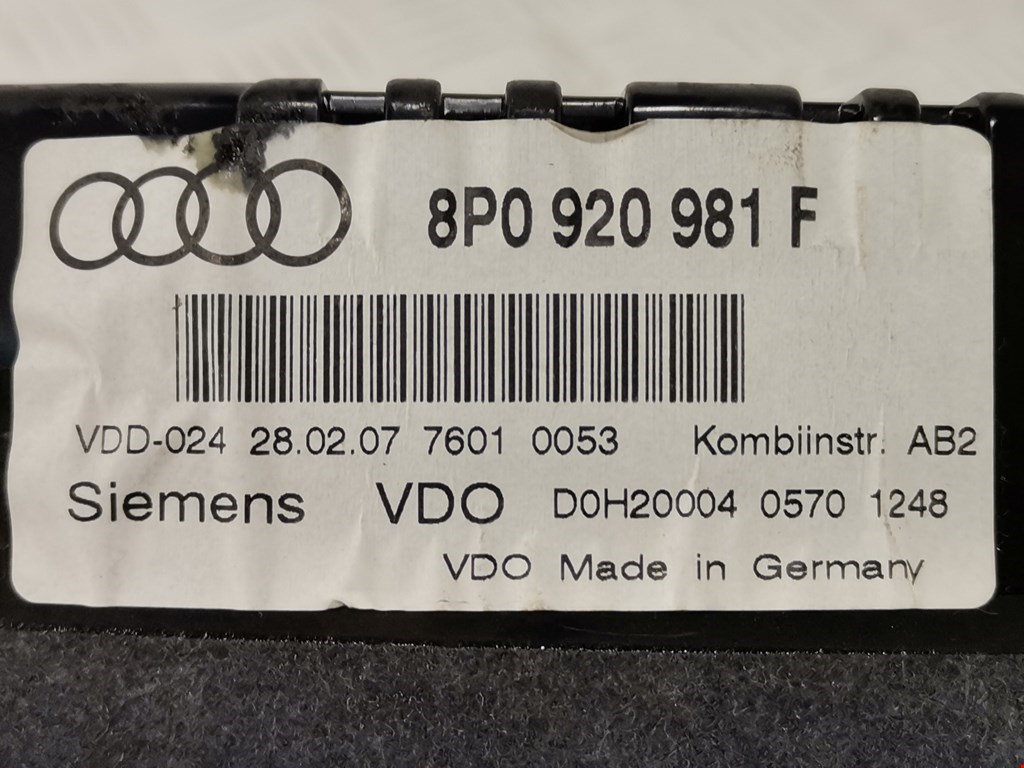 8P0 920 981 F
VDD-024 28.02.07 7601 0053 Kombiinstr. AB2
Siemens VDO D0H20004 0570 1248
VDO Made in Germany